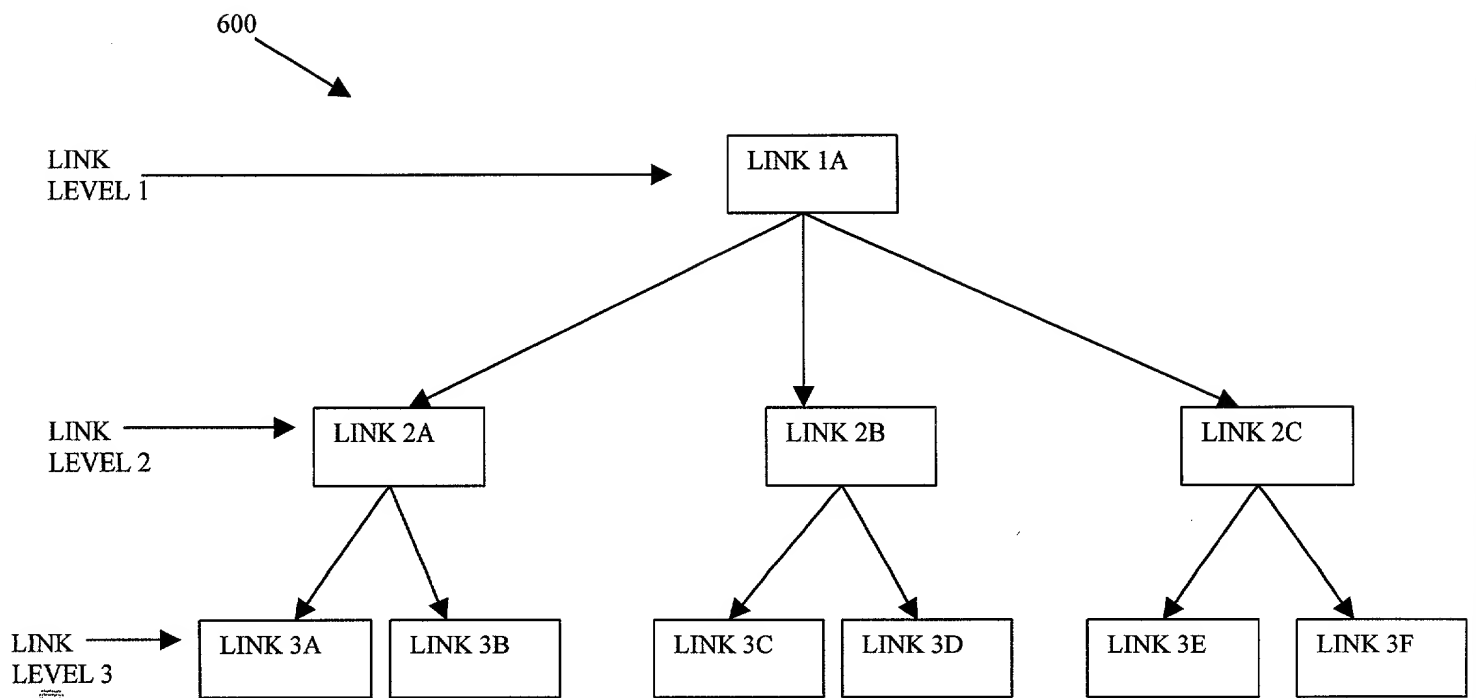 600
LINK
LEVEL 1
LINK 1A
LINK
LEVEL 2
LINK 2A
LINK 2B
LINK 2C
LINK
LEVEL 3
LINK 3A
LINK 3B
LINK 3C
LINK 3D
LINK 3E
LINK 3F